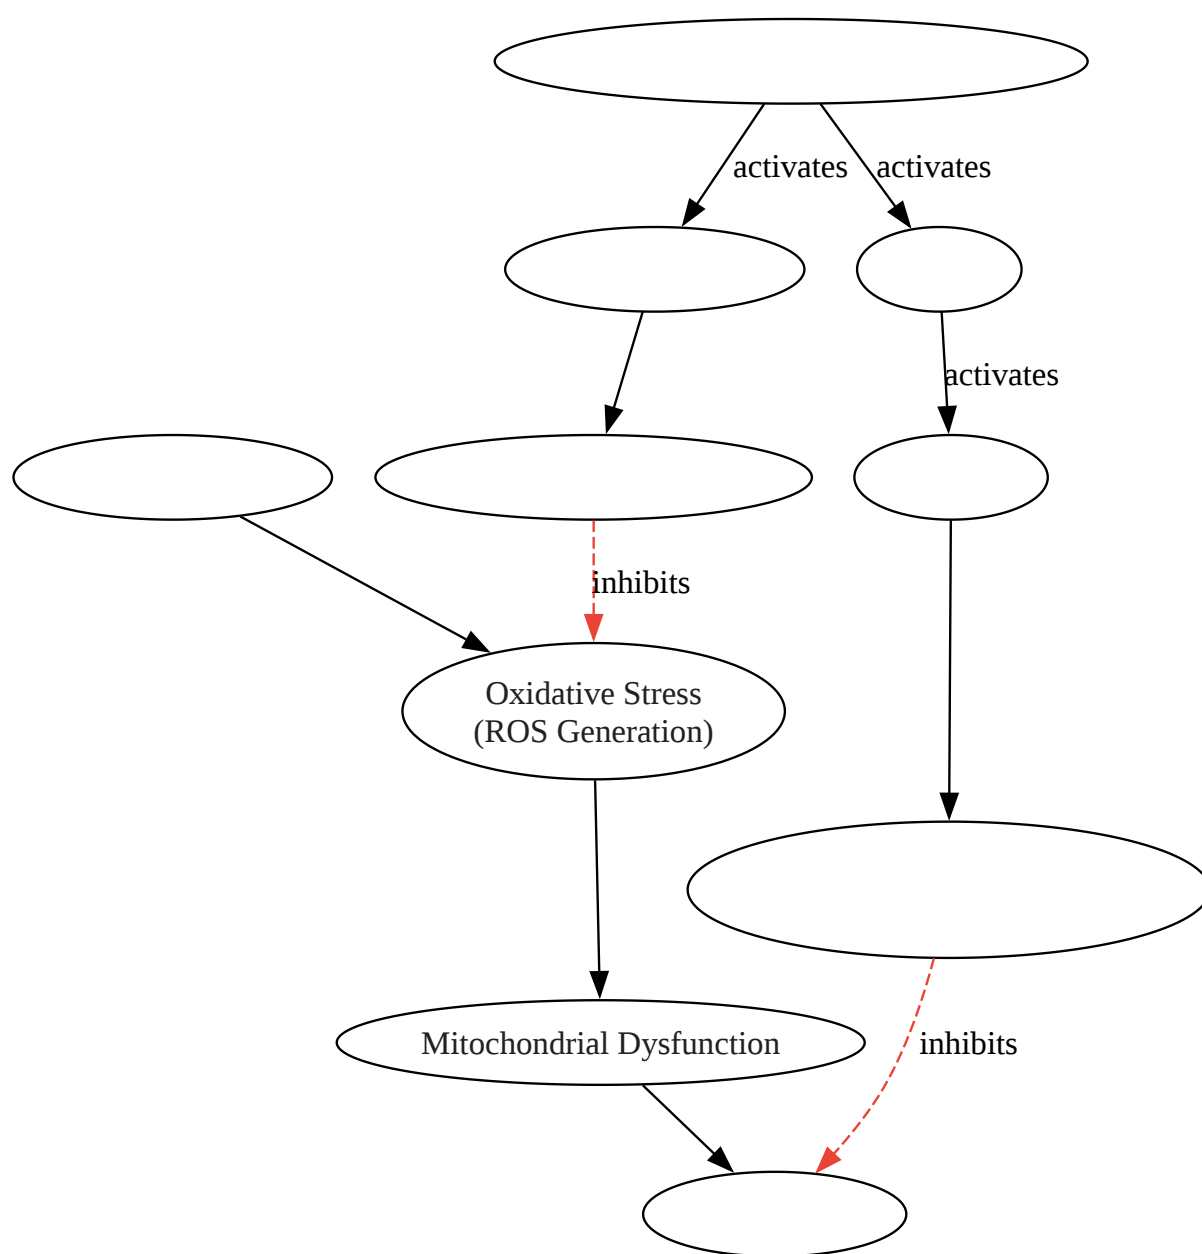 activates
activates
activates
inhibits
Oxidative Stress
(ROS Generation)
Mitochondrial Dysfunction
inhibits